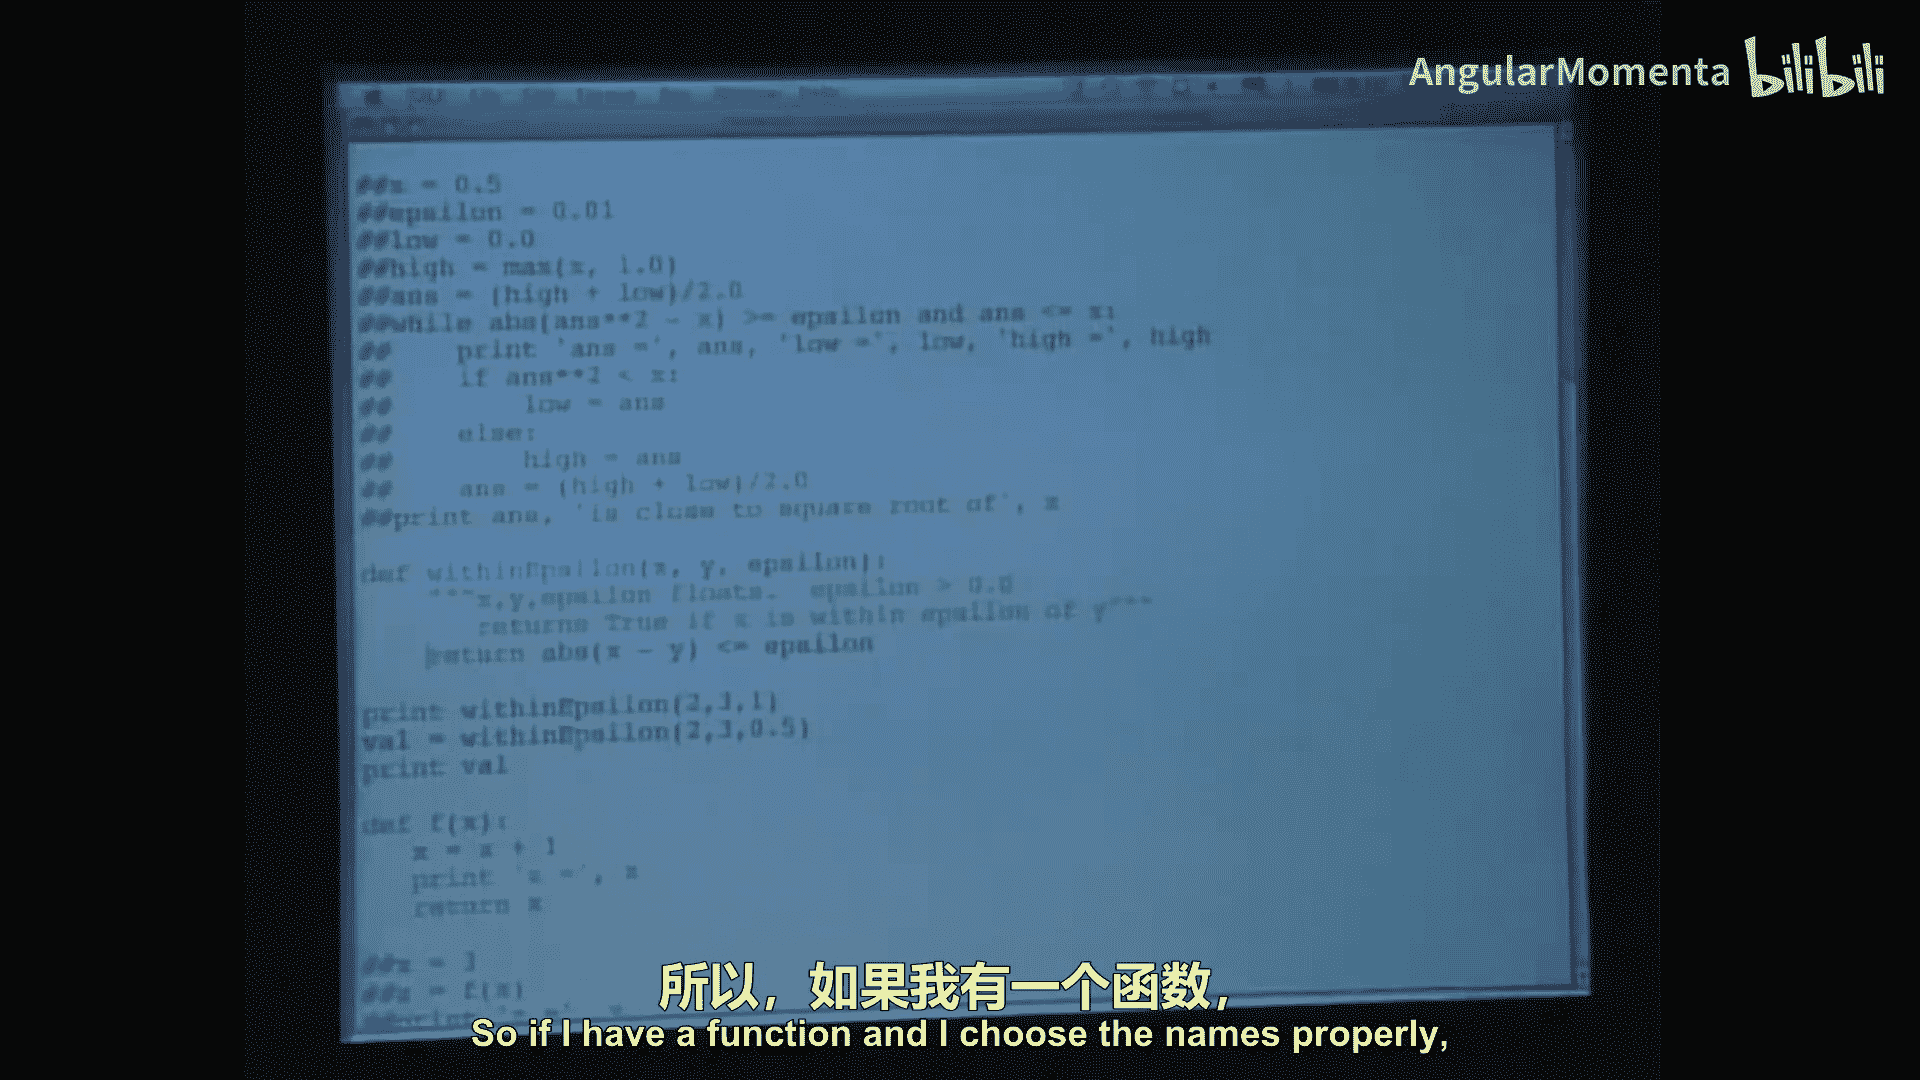 AngularMomenta bilibili
##x = 0.5
##epsilon = 0.01
##low = 0.0
##high = max(x, 1.0)
##ans = (high + low)/2.0
##while abs(ans**2 - x) >= epsilon and ans <= x:
##    print 'ans =', ans, 'low =', low, 'high =', high
##    if ans**2 < x:
##        low = ans
##    else:
##        high = ans
##    ans = (high + low)/2.0
##print ans, 'is close to square root of', x
def withinEpsilon(x, y, epsilon):
    """x,y,epsilon floats.  epsilon > 0.0
       returns True if x is within epsilon of y"""
    return abs(x - y) <= epsilon
print withinEpsilon(2,3,1)
val = withinEpsilon(2,3,0.5)
print val
def f(x):
    x = x + 1
    print 'x =', x
    return x
##x = 3
##z = f(x)
所以，如果我有一个函数，
So if I have a function and I choose the names properly,